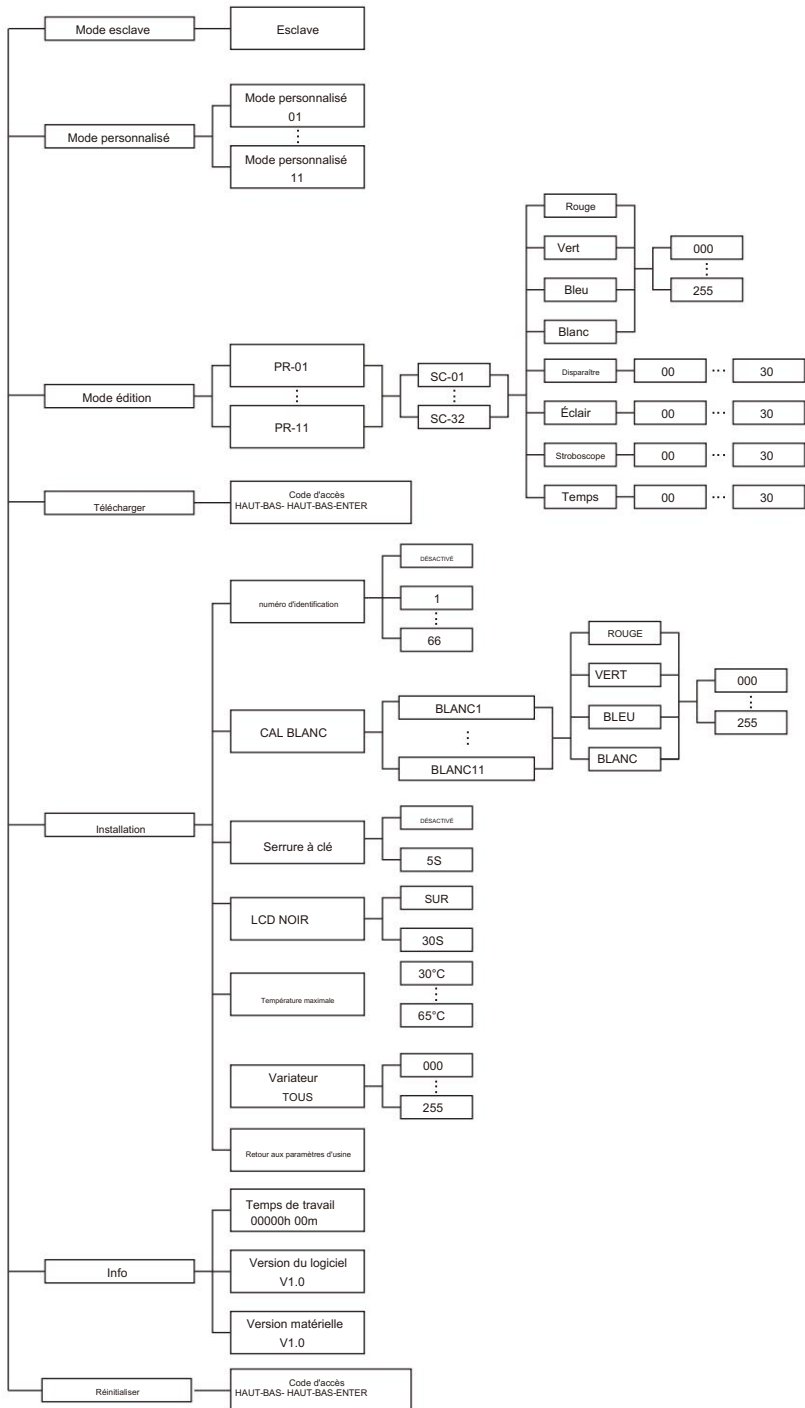 Mode esclave
Esclave
Mode personnalisé
Mode personnalisé
01
Mode personnalisé
11
Mode édition
PR-01
PR-11
SC-01
SC-32
Rouge
Vert
Bleu
Blanc
000
255
Disparaître
00
...
30
Éclair
00
...
30
Stroboscope
00
...
30
Temps
00
...
30
Télécharger
Code d'accès
HAUT-BAS- HAUT-BAS-ENTER
Installation
numéro d'identification
DÉSACTIVÉ
1
66
CAL BLANC
BLANC1
BLANC11
ROUGE
VERT
BLEU
BLANC
000
255
Serrure à clé
DÉSACTIVÉ
5S
LCD NOIR
SUR
30S
Température maximale
30°C
65°C
Variateur
TOUS
000
255
Retour aux paramètres d'usine
Info
Temps de travail
00000h 00m
Version du logiciel
V1.0
Version matérielle
V1.0
Réinitialiser
Code d'accès
HAUT-BAS- HAUT-BAS-ENTER